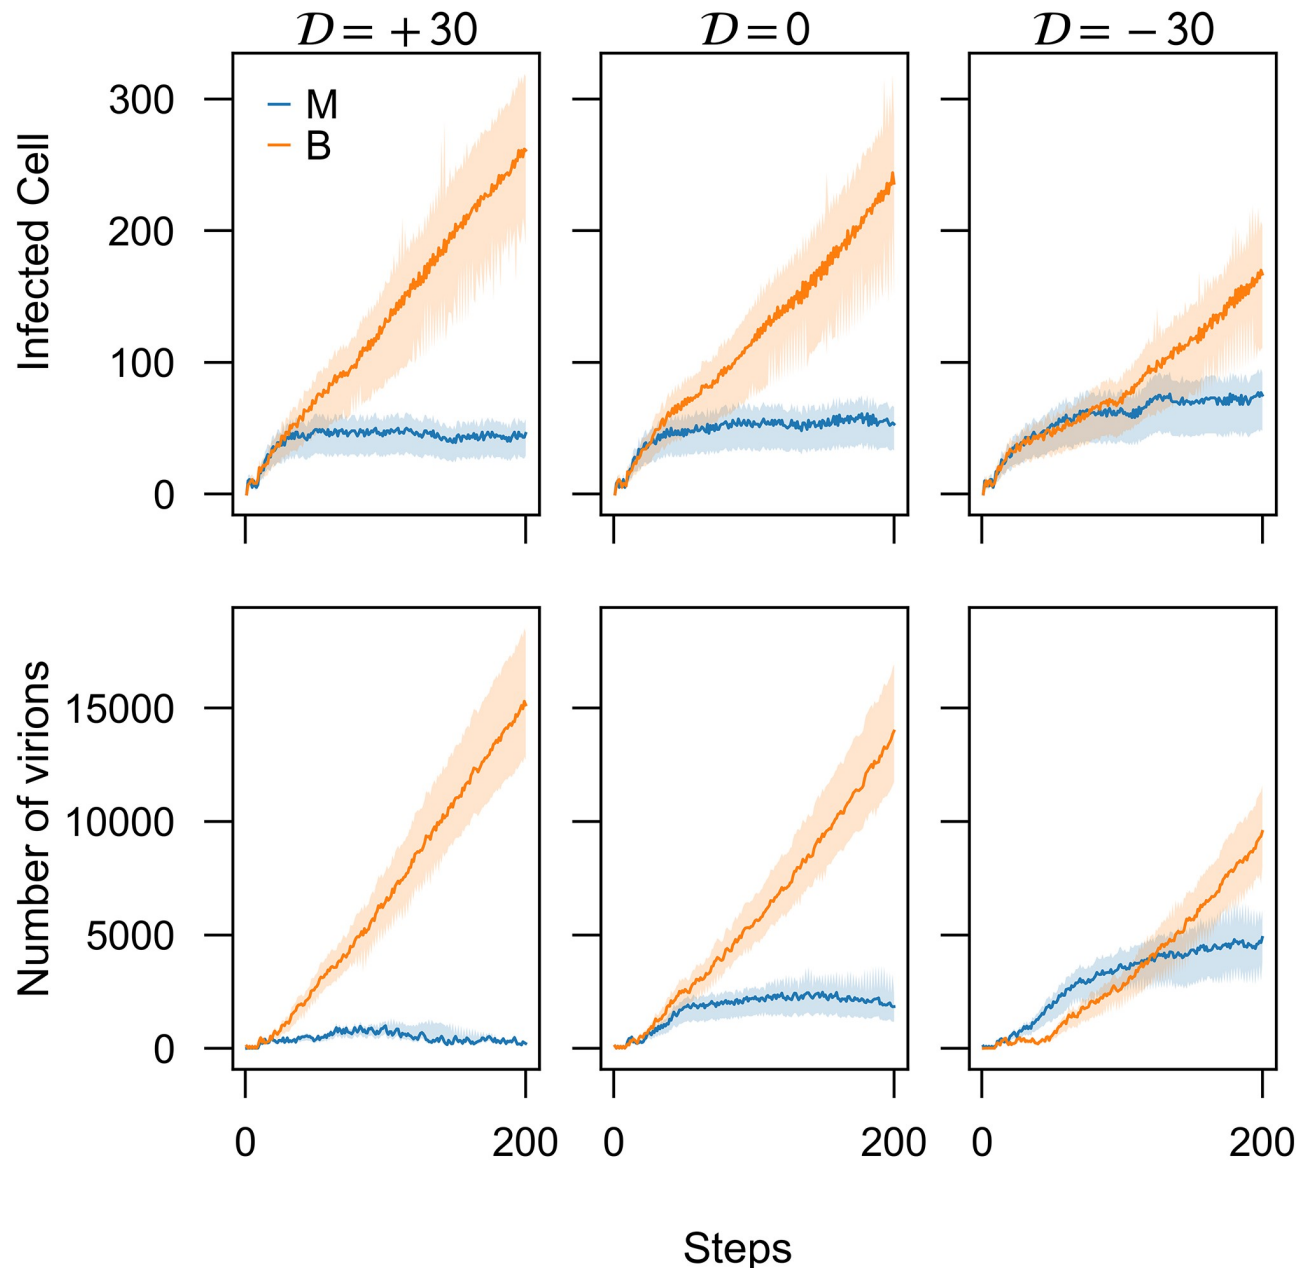 𝒟 = +30
𝒟 = 0
𝒟 = −30
Infected Cell
300
200
100
0
M
B
Number of virions
15000
10000
5000
0
0
200
0
200
0
200
Steps